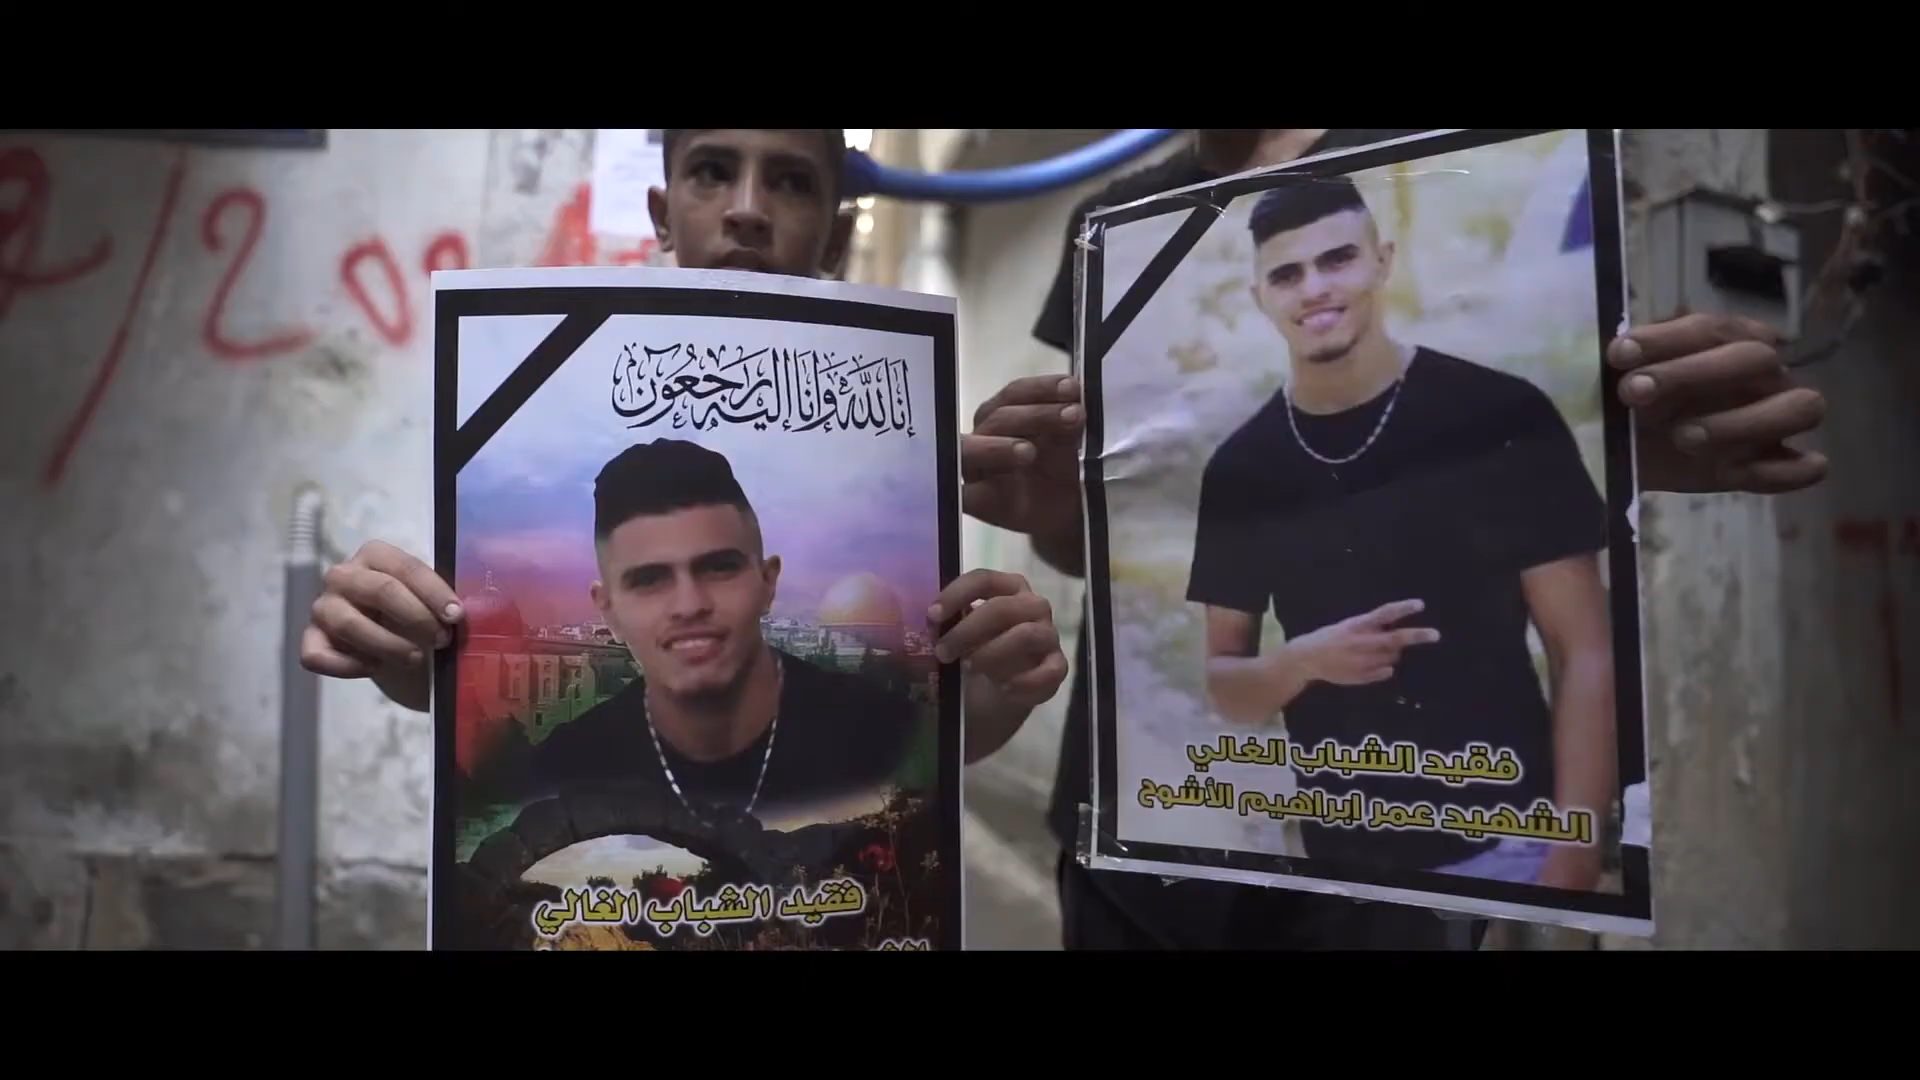 إنا لله وإنا إليه راجعون
فقيد الشباب الغالي
فقيد الشباب الغالي
الشهيد عمر ابراهيم الأشوح